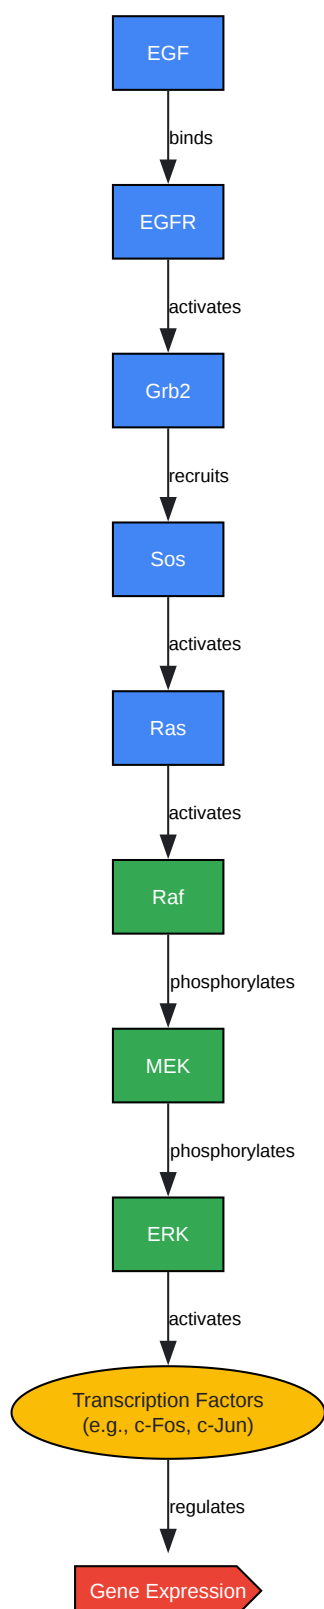 EGF
binds
EGFR
activates
Grb2
recruits
Sos
activates
Ras
activates
Raf
phosphorylates
MEK
phosphorylates
ERK
activates
Transcription Factors
(e.g., c-Fos, c-Jun)
regulates
Gene Expression